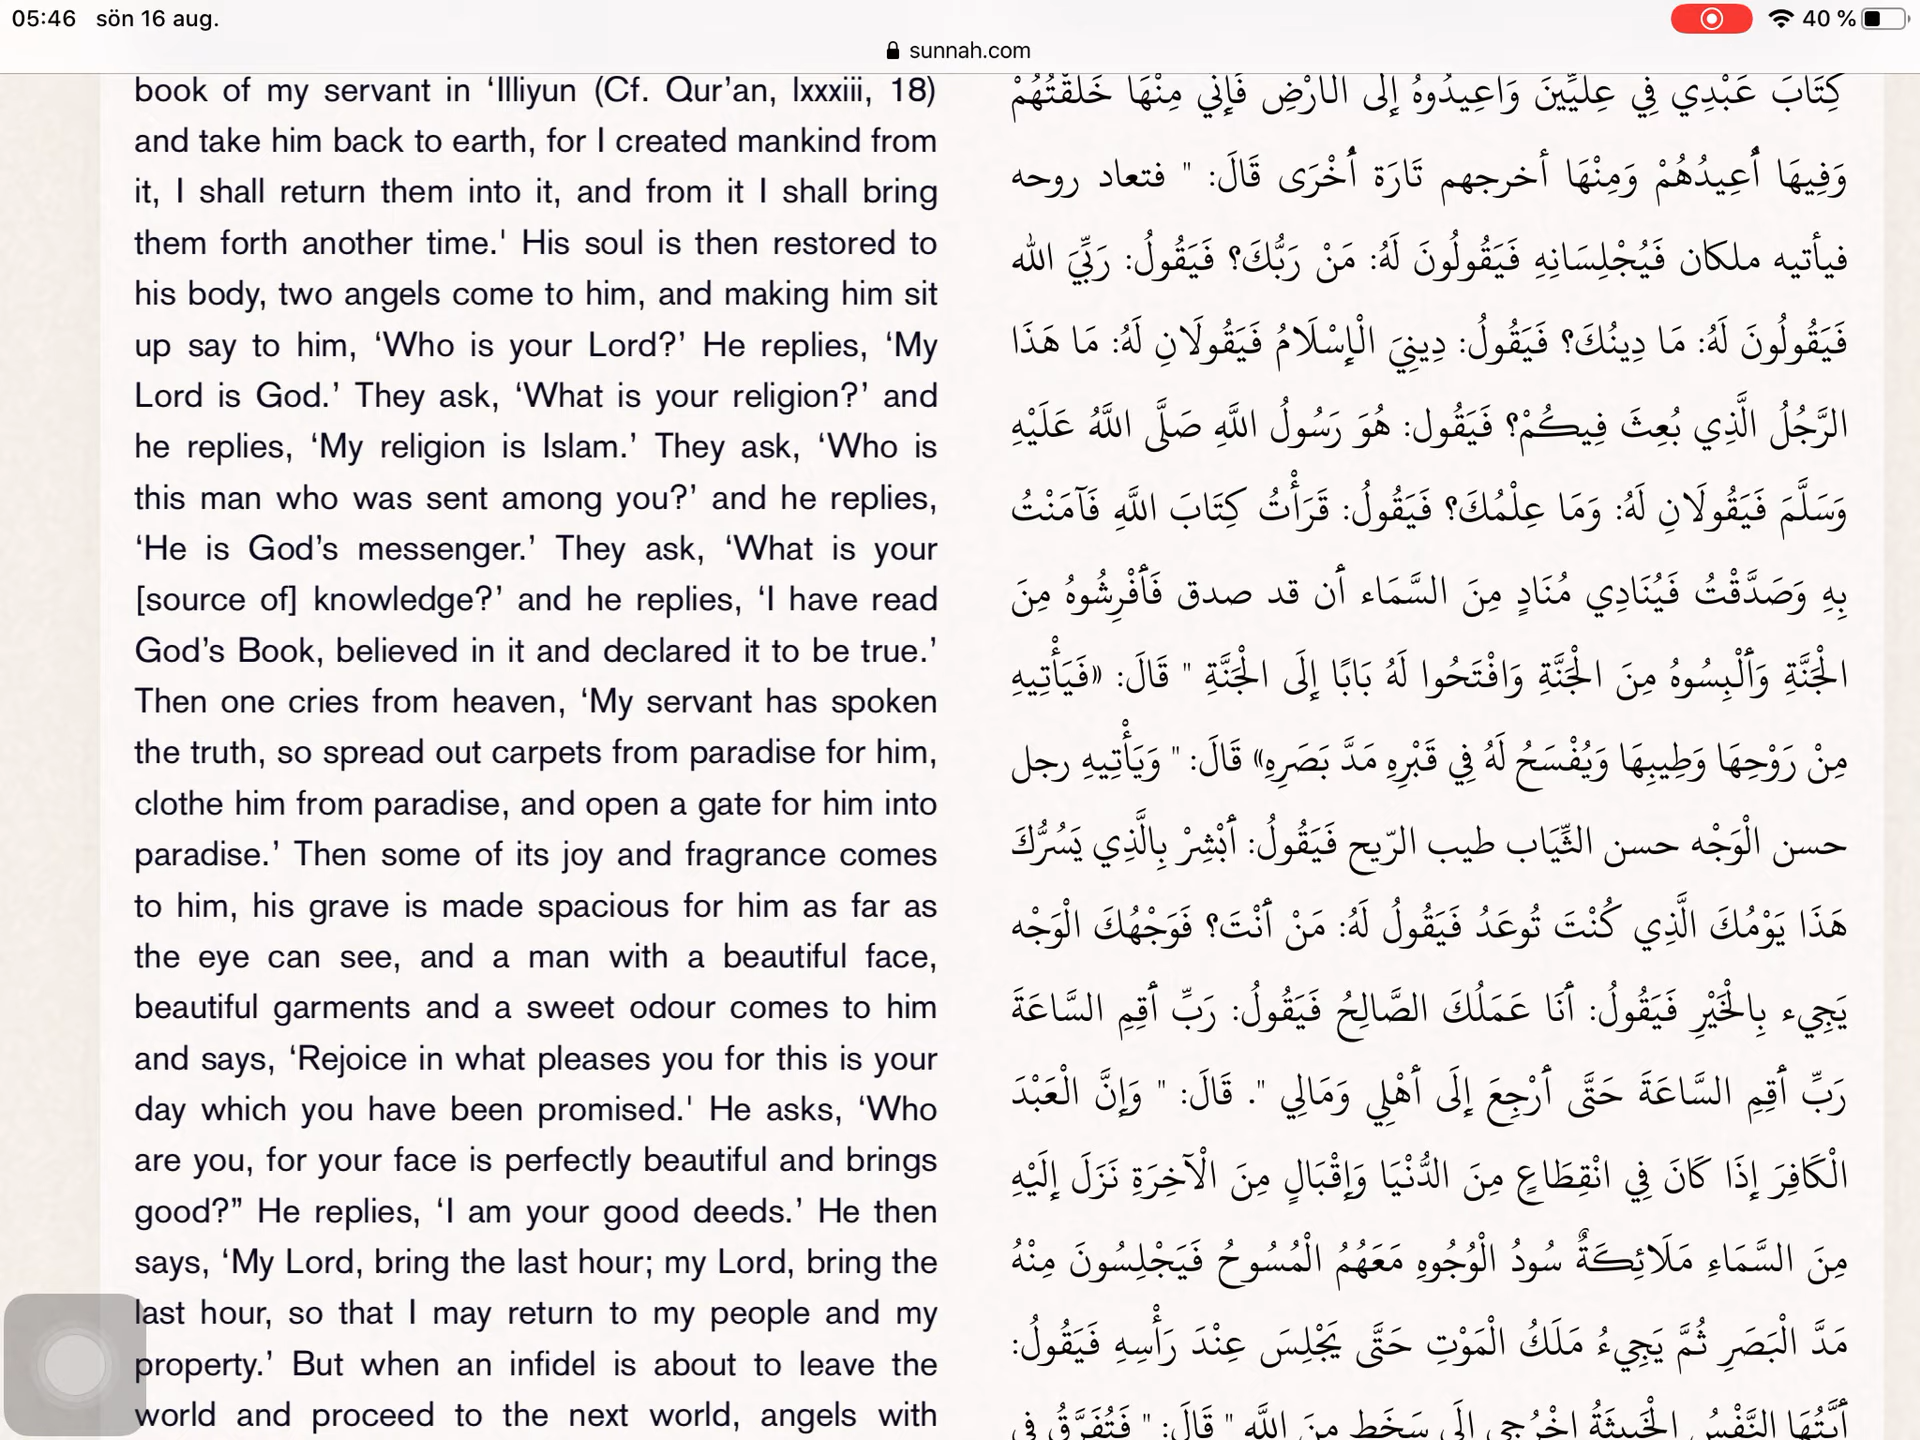 05:46 sön 16 aug.
40 %
sunnah.com
book of my servant in ‘Illiyun (Cf. Qur’an, lxxxiii, 18)
and take him back to earth, for I created mankind from
it, I shall return them into it, and from it I shall bring
them forth another time.' His soul is then restored to
his body, two angels come to him, and making him sit
up say to him, ‘Who is your Lord?’ He replies, ‘My
Lord is God.’ They ask, ‘What is your religion?’ and
he replies, ‘My religion is Islam.’ They ask, ‘Who is
this man who was sent among you?’ and he replies,
‘He is God’s messenger.’ They ask, ‘What is your
[source of] knowledge?’ and he replies, ‘I have read
God’s Book, believed in it and declared it to be true.’
Then one cries from heaven, ‘My servant has spoken
the truth, so spread out carpets from paradise for him,
clothe him from paradise, and open a gate for him into
paradise.’ Then some of its joy and fragrance comes
to him, his grave is made spacious for him as far as
the eye can see, and a man with a beautiful face,
beautiful garments and a sweet odour comes to him
and says, ‘Rejoice in what pleases you for this is your
day which you have been promised.' He asks, ‘Who
are you, for your face is perfectly beautiful and brings
good?” He replies, ‘I am your good deeds.’ He then
says, ‘My Lord, bring the last hour; my Lord, bring the
last hour, so that I may return to my people and my
property.’ But when an infidel is about to leave the
world and proceed to the next world, angels with
كِتَابَ عَبْدِي فِي عِلِّيِّينَ وَأَعِيدُوهُ إِلَى الْأَرْضِ فَإِنِّي مِنْهَا خَلَقْتُهُمْ
وَفِيهَا أُعِيدُهُمْ وَمِنْهَا أخرجهم تَارَة أُخْرَى قَالَ: " فتعاد روحه
فيأتيه ملكان فَيُجْلِسَانِهِ فَيَقُولُونَ لَهُ: مَنْ رَبُّكَ؟ فَيَقُولُ: رَبِّيَ الله
فَيَقُولُونَ لَهُ: مَا دِينُكَ؟ فَيَقُولُ: دِينِيَ الْإِسْلَامُ فَيَقُولَانِ لَهُ: مَا هَذَا
الرَّجُلُ الَّذِي بُعِثَ فِيكُمْ؟ فَيَقُول: هُوَ رَسُولُ اللَّهِ صَلَّى اللَّهُ عَلَيْهِ
وَسَلَّمَ فَيَقُولَانِ لَهُ: وَمَا عِلْمُكَ؟ فَيَقُولُ: قَرَأْتُ كِتَابَ اللَّهِ فَآمَنْتُ
بِهِ وَصَدَّقْتُ فَيُنَادِي مُنَادٍ مِنَ السَّمَاء أَن قد صدق فَأَفْرِشُوهُ مِنَ
الْجَنَّةِ وَأَلْبِسُوهُ مِنَ الْجَنَّةِ وَافْتَحُوا لَهُ بَابًا إِلَى الْجَنَّةِ " قَالَ: «فَيَأْتِيهِ
مِنْ رَوْحِهَا وَطِيبِهَا وَيُفْسَحُ لَهُ فِي قَبْرِهِ مَدَّ بَصَرِهِ» قَالَ: " وَيَأْتِيهِ رجل
حسن الْوَجْه حسن الثِّيَاب طيب الرّيح فَيَقُولُ: أَبْشِرْ بِالَّذِي يَسُرُّكَ
هَذَا يَوْمُكَ الَّذِي كُنْتَ تُوعَدُ فَيَقُولُ لَهُ: مَنْ أَنْتَ؟ فَوَجْهُكَ الْوَجْه
يَجِيء بِالْخَيْرِ فَيَقُولُ: أَنَا عَمَلُكَ الصَّالِحُ فَيَقُولُ: رَبِّ أَقِمِ السَّاعَةَ
رَبِّ أَقِمِ السَّاعَةَ حَتَّى أَرْجِعَ إِلَى أَهْلِي وَمَالِي ". قَالَ: " وَإِنَّ الْعَبْدَ
الْكَافِرَ إِذَا كَانَ فِي انْقِطَاعٍ مِنَ الدُّنْيَا وَإِقْبَالٍ مِنَ الْآخِرَةِ نَزَلَ إِلَيْهِ
مِنَ السَّمَاءِ مَلَائِكَةٌ سُودُ الْوُجُوهِ مَعَهُمُ الْمُسُوحُ فَيَجْلِسُونَ مِنْهُ
مَدَّ الْبَصَرِ ثُمَّ يَجِيءُ مَلَكُ الْمَوْتِ حَتَّى يَجْلِسَ عِنْدَ رَأْسِهِ فَيَقُولُ:
أَيَّتُهَا النَّفْسُ الْخَبِيثَةُ اخْرُجِي إِلَى سَخَطٍ مِنَ اللَّهِ " قَالَ: " فَتُفَرَّقُ فِي